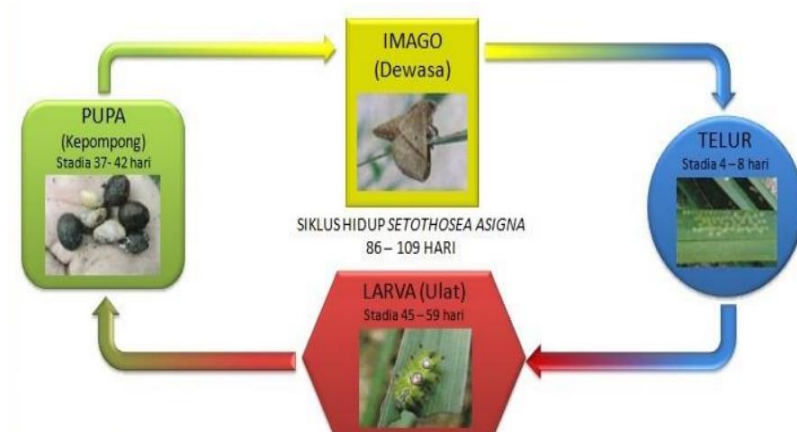 IMAGO
(Dewasa)
PUPA
(Kepompong)
Stadia 37- 42 hari
TELUR
Stadia 4 – 8 hari
SIKLUS HIDUP SETOTHOSEA ASIGNA
86 – 109 HARI
LARVA (Ulat)
Stadia 45 – 59 hari